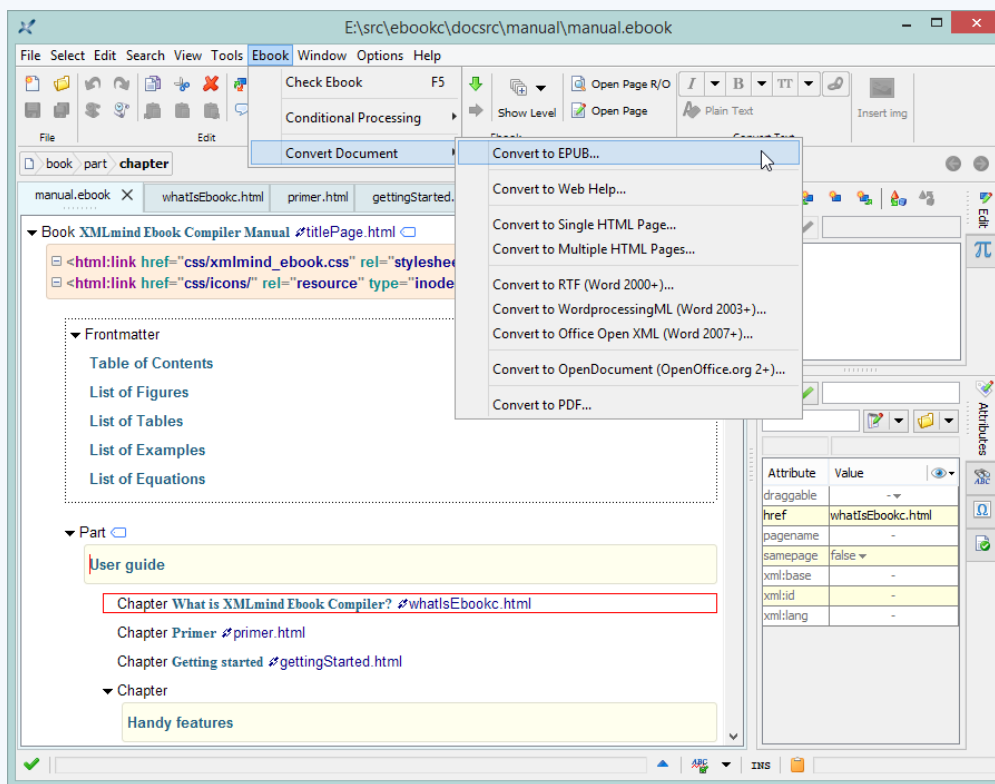 E:\src\ebookc\docsrc\manual\manual.ebook
File Select Edit Search View Tools Ebook Window Options Help
Check Ebook F5
Conditional Processing
Convert Document
Show Level
Open Page R/O
Open Page
I B TT
Plain Text
Insert img
File
Edit
book part chapter
Convert to EPUB...
Convert to Web Help...
Convert to Single HTML Page...
Convert to Multiple HTML Pages...
Convert to RTF (Word 2000+)...
Convert to WordprocessingML (Word 2003+)...
Convert to Office Open XML (Word 2007+)...
Convert to OpenDocument (OpenOffice.org 2+)...
Convert to PDF...
manual.ebook whatIsEbookc.html primer.html gettingStarted.
Book XMLmind Ebook Compiler Manual titlePage.html
<html:link href="css/xmlmind_ebook.css" rel="styleshe
<html:link href="css/icons/" rel="resource" type="inode
Frontmatter
Table of Contents
List of Figures
List of Tables
List of Examples
List of Equations
Part
User guide
Chapter What is XMLmind Ebook Compiler? whatIsEbookc.html
Chapter Primer primer.html
Chapter Getting started gettingStarted.html
Chapter
Handy features
Edit
π
Attributes
ABC
Ω
Attribute Value
draggable -
href whatIsEbookc.html
pagename -
samepage false
xml:base -
xml:id -
xml:lang -
ABC
INS